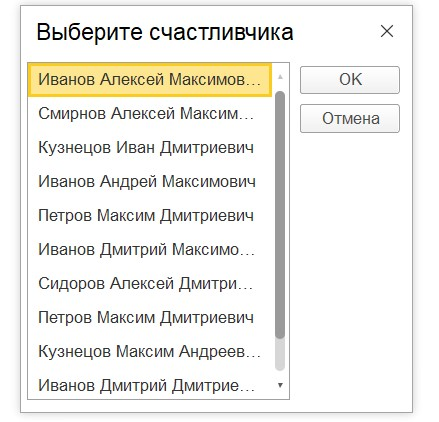 Выберите счастливчика
Иванов Алексей Максимов...
Смирнов Алексей Максим...
Кузнецов Иван Дмитриевич
Иванов Андрей Максимович
Петров Максим Дмитриевич
Иванов Дмитрий Максимо...
Сидоров Алексей Дмитри...
Петров Максим Дмитриевич
Кузнецов Максим Андреев...
Иванов Дмитрий Дмитрие...
OK
Отмена